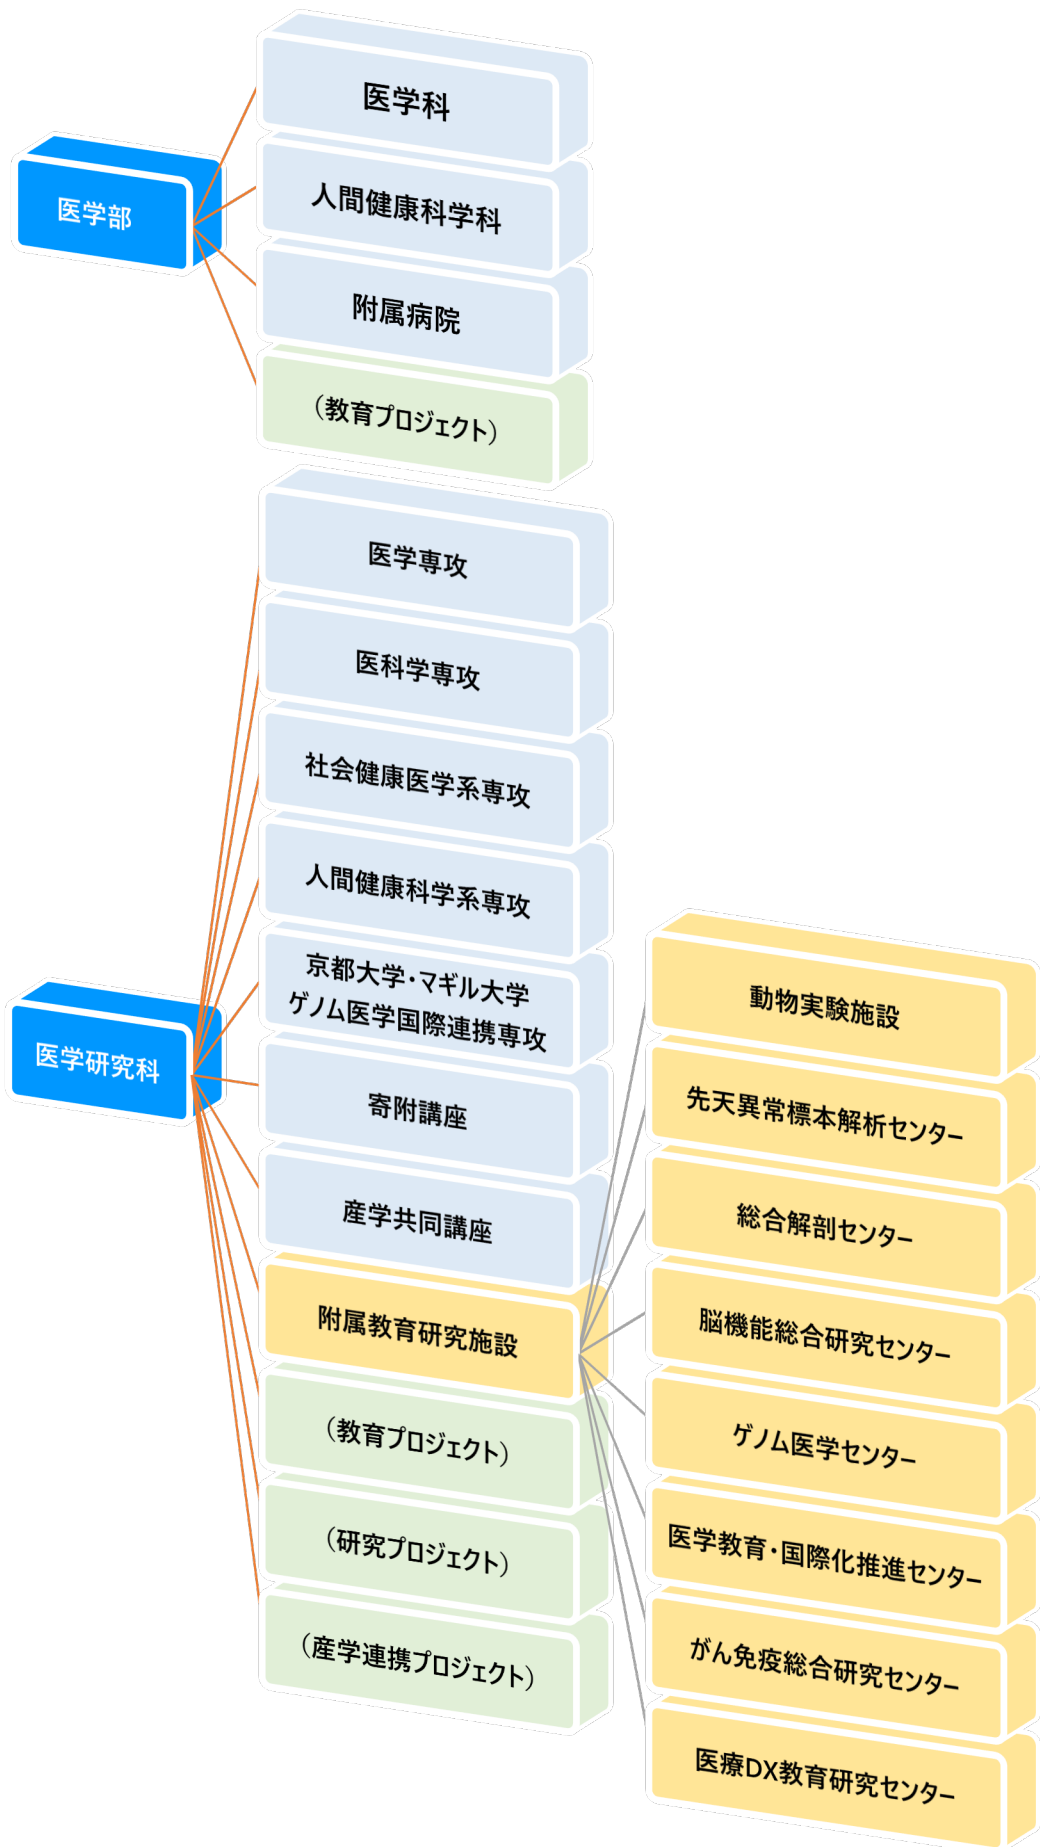 医学部
医学科
人間健康科学科
附属病院
（教育プロジェクト）
医学研究科
医学専攻
医科学専攻
社会健康医学系専攻
人間健康科学系専攻
京都大学・マギル大学
ゲノム医学国際連携専攻
寄附講座
産学共同講座
附属教育研究施設
（教育プロジェクト）
（研究プロジェクト）
（産学連携プロジェクト）
動物実験施設
先天異常標本解析センター
総合解剖センター
脳機能総合研究センター
ゲノム医学センター
医学教育・国際化推進センター
がん免疫総合研究センター
医療DX教育研究センター